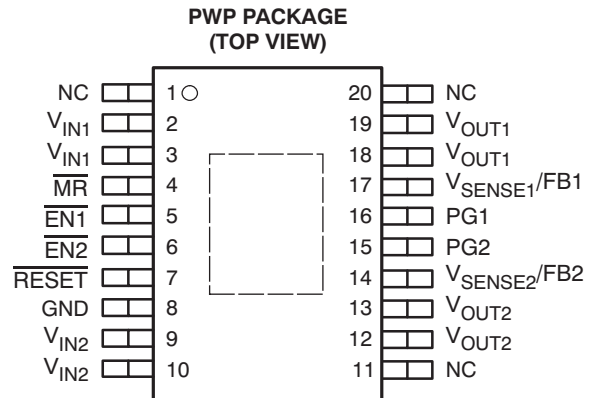 PWP PACKAGE
(TOP VIEW)
NC 1 20 NC
VIN1 2 19 VOUT1
VIN1 3 18 VOUT1
MR 4 17 VSENSE1/FB1
EN1 5 16 PG1
EN2 6 15 PG2
RESET 7 14 VSENSE2/FB2
GND 8 13 VOUT2
VIN2 9 12 VOUT2
VIN2 10 11 NC